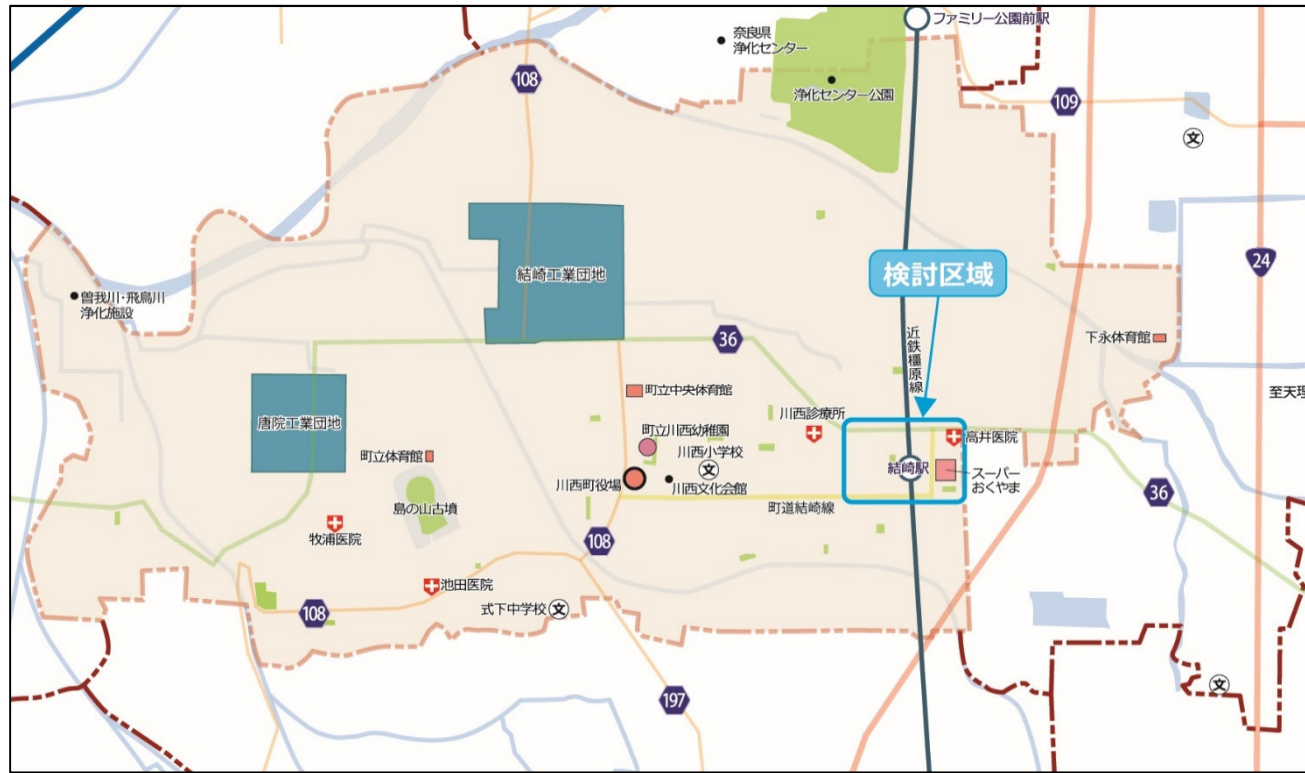 ファミリー公園前駅
奈良県
浄化センター
108
浄化センター公園
109
文
24
結崎工業団地
検討区域
曽我川・飛鳥川
浄化施設
36
近鉄橿原線
下永体育館
唐院工業団地
町立中央体育館
至天理
川西診療所
町立川西幼稚園
高井医院
川西小学校
文
町立体育館
結崎駅
スーパー
おくやま
川西町役場
川西文化会館
36
島の山古墳
町道結崎線
牧浦医院
108
池田医院
108
式下中学校
文
文
197